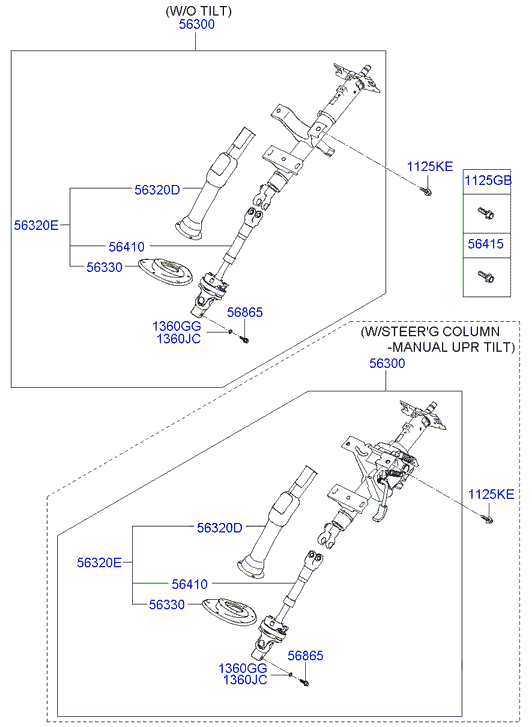 (W/O TILT)
56300
1125KE
1125GB
56320D
56320E
56410
56415
56330
1360GG
1360JC
56865
(W/STEER'G COLUMN
-MANUAL UPR TILT)
56300
1125KE
56320D
56320E
56410
56330
56865
1360GG
1360JC